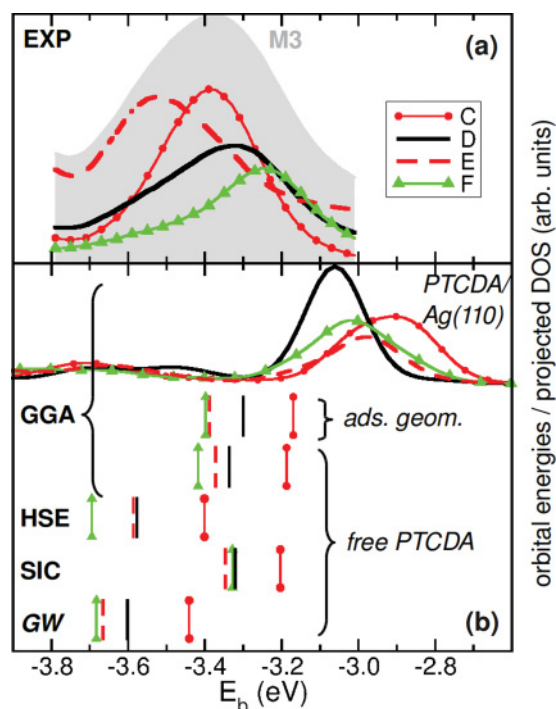 EXP
M3
(a)
C
D
E
F
PTCDA/
Ag(110)
GGA
ads. geom.
HSE
free PTCDA
SIC
GW
(b)
-3.8 -3.6 -3.4 -3.2 -3.0 -2.8
E_b (eV)
orbital energies / projected DOS (arb. units)